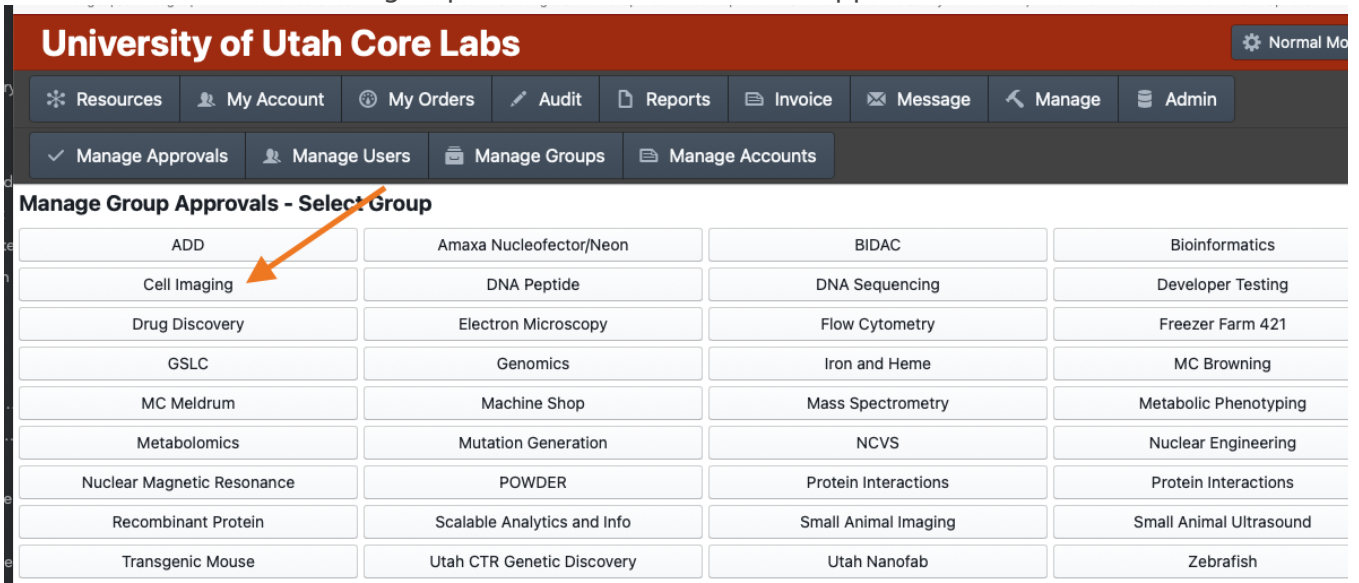 University of Utah Core Labs
Normal Mo
Resources My Account My Orders Audit Reports Invoice Message Manage Admin
Manage Approvals Manage Users Manage Groups Manage Accounts
Manage Group Approvals - Select Group
ADD Amaxa Nucleofector/Neon BIDAC Bioinformatics
Cell Imaging DNA Peptide DNA Sequencing Developer Testing
Drug Discovery Electron Microscopy Flow Cytometry Freezer Farm 421
GSLC Genomics Iron and Heme MC Browning
MC Meldrum Machine Shop Mass Spectrometry Metabolic Phenotyping
Metabolomics Mutation Generation NCVS Nuclear Engineering
Nuclear Magnetic Resonance POWDER Protein Interactions Protein Interactions
Recombinant Protein Scalable Analytics and Info Small Animal Imaging Small Animal Ultrasound
Transgenic Mouse Utah CTR Genetic Discovery Utah Nanofab Zebrafish